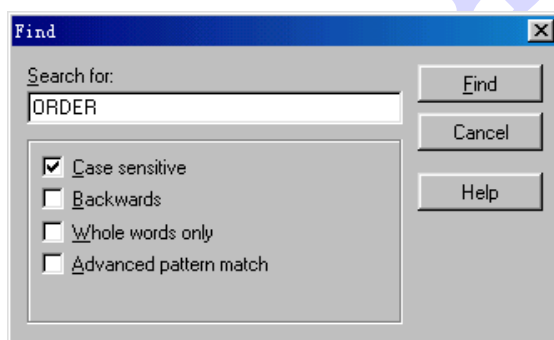 Find
Search for:
ORDER
Find
Cancel
Help
Case sensitive
Backwards
Whole words only
Advanced pattern match